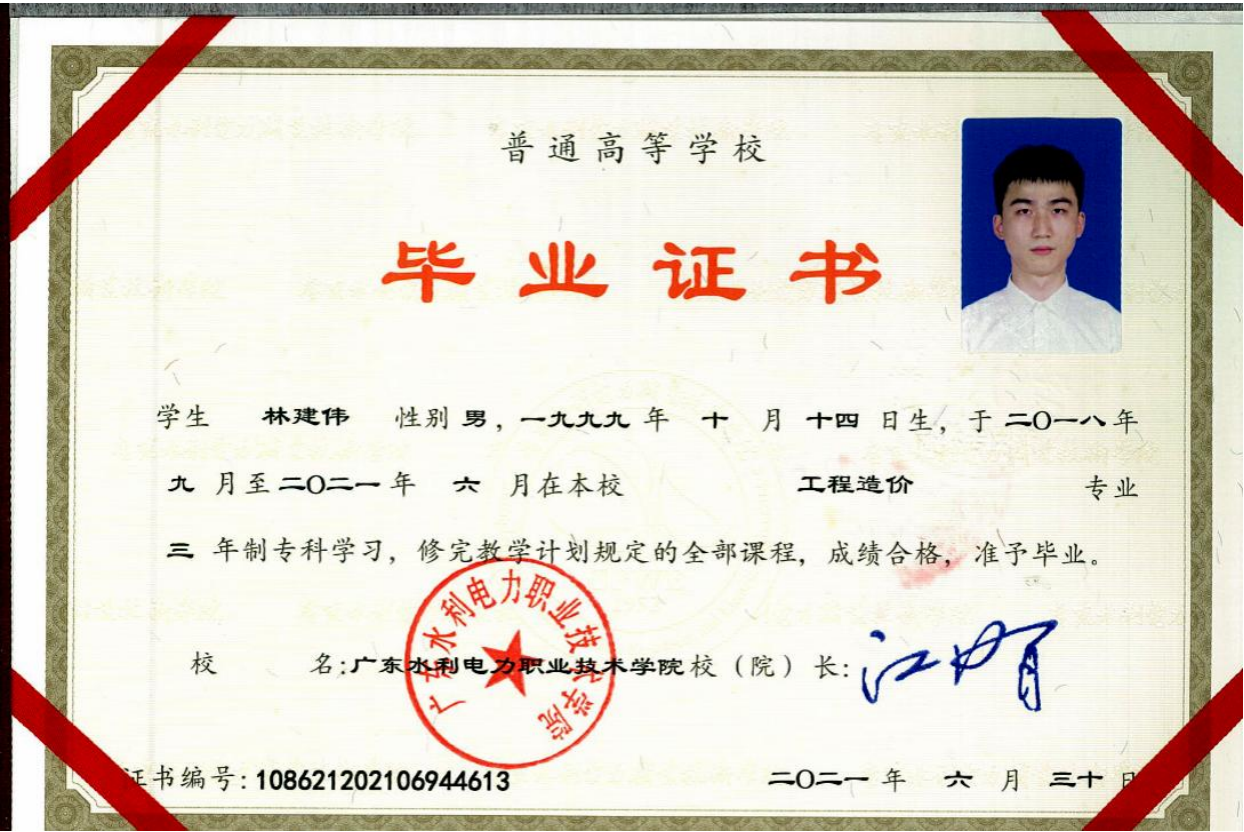 普通高等学校
毕业证书
学生 林建伟 性别 男，一九九九 年 十 月 十四 日生，于 二〇一八 年
九 月至 二〇二一 年 六 月在本校 工程造价 专业
三 年制专科学习，修完教学计划规定的全部课程，成绩合格，准予毕业。
广东水利电力职业技术学院
校 名:广东水利电力职业技术学院 校（院）长:
证书编号:108621202106944613 二〇二一 年 六 月 三十 日